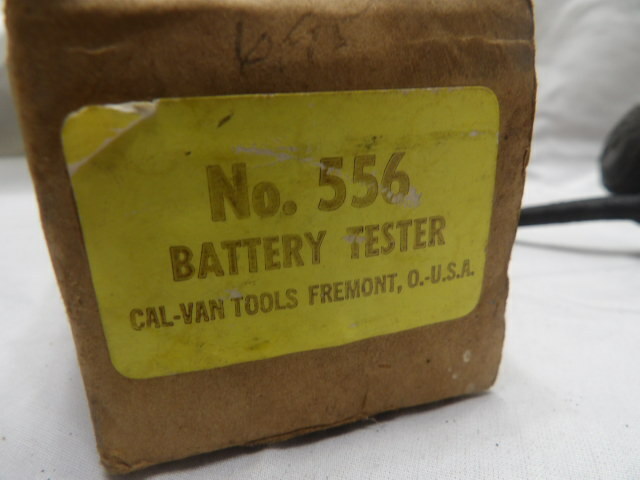 No. 556
BATTERY TESTER
CAL-VAN TOOLS FREMONT, O.-U.S.A.